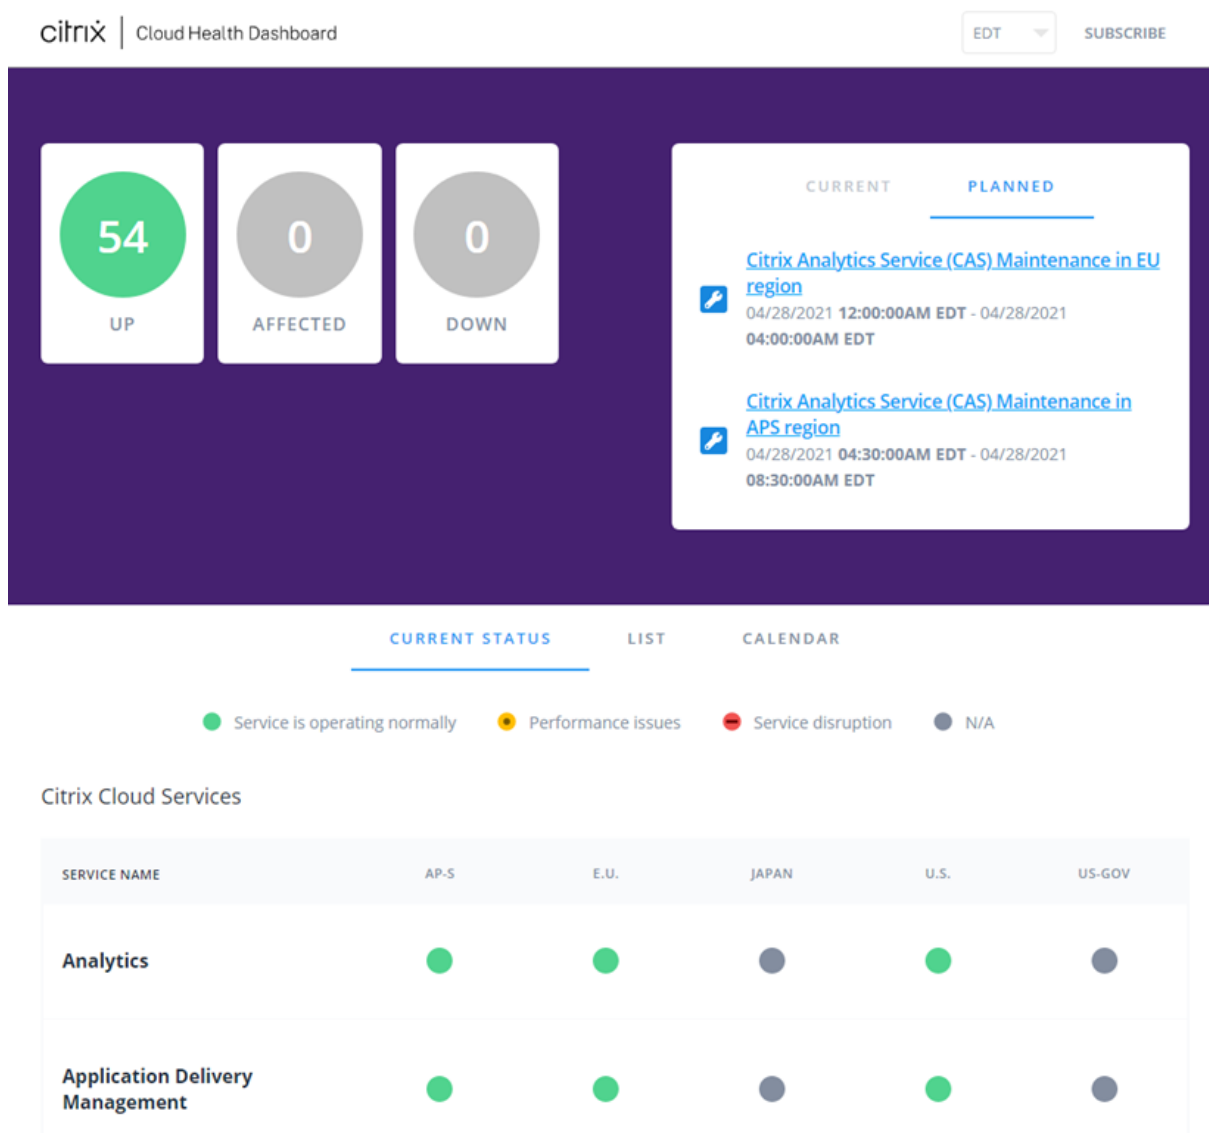 citrix | Cloud Health Dashboard
EDT
SUBSCRIBE
54
UP
0
AFFECTED
0
DOWN
CURRENT
PLANNED
Citrix Analytics Service (CAS) Maintenance in EU
region
04/28/2021 12:00:00AM EDT - 04/28/2021
04:00:00AM EDT
Citrix Analytics Service (CAS) Maintenance in
APS region
04/28/2021 04:30:00AM EDT - 04/28/2021
08:30:00AM EDT
CURRENT STATUS
LIST
CALENDAR
Service is operating normally
Performance issues
Service disruption
N/A
Citrix Cloud Services
SERVICE NAME
AP-S
E.U.
JAPAN
U.S.
US-GOV
Analytics
Application Delivery
Management